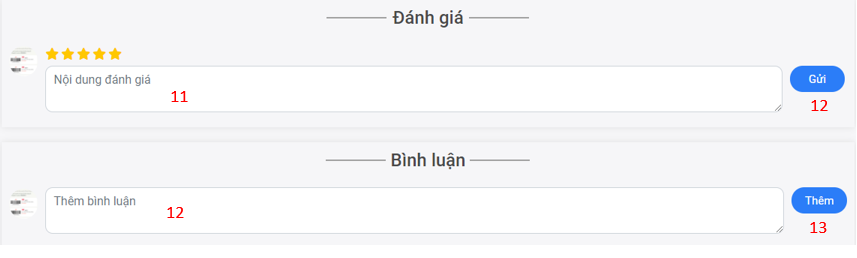 Đánh giá
Nội dung đánh giá
Gửi
11
12
Bình luận
Thêm bình luận
Thêm
12
13